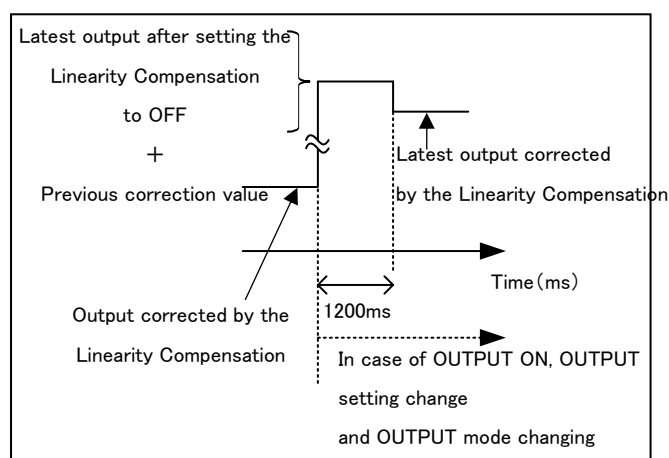 Latest output after setting the
Linearity Compensation
to OFF
+
Previous correction value
Latest output corrected
by the Linearity Compensation
Time(ms)
1200ms
Output corrected by the
Linearity Compensation
In case of OUTPUT ON, OUTPUT
setting change
and OUTPUT mode changing